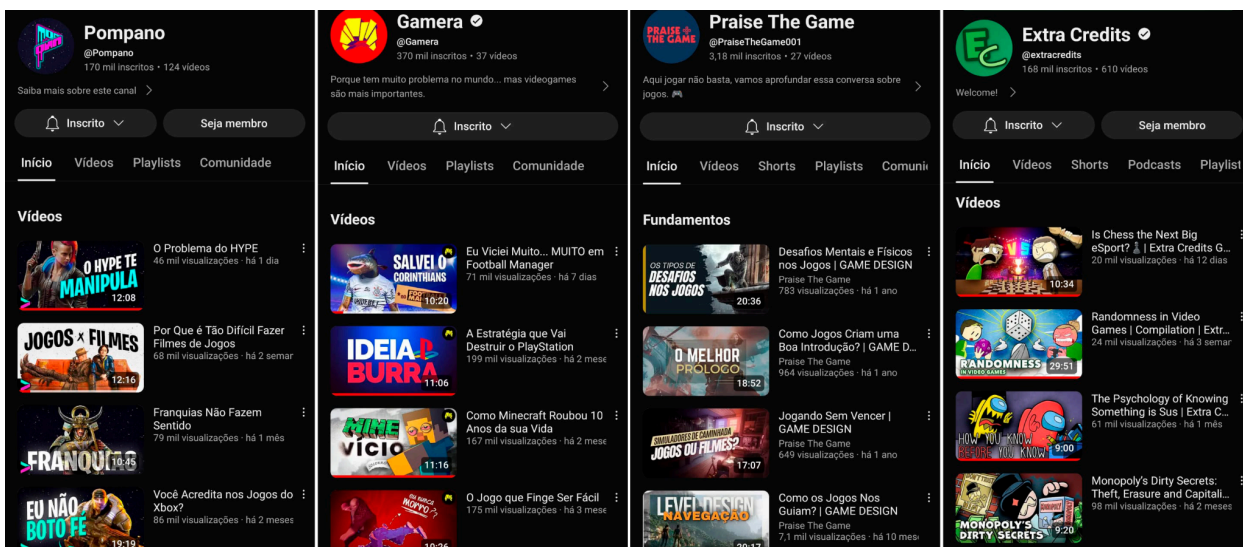 Pompano
@Pompano
170 mil inscritos • 124 vídeos
Saiba mais sobre este canal
Inscrito
Seja membro
Início
Vídeos
Playlists
Comunidade
Vídeos
O HYPE TE
MANIPULA
12:08
O Problema do HYPE
46 mil visualizações · há 1 dia
JOGOS x FILMES
12:16
Por Que é Tão Difícil Fazer
Filmes de Jogos
68 mil visualizações · há 2 semar
FRANQUIAS
10:45
Franquias Não Fazem
Sentido
79 mil visualizações · há 1 mês
EU NÃO
BOTO FÉ
19:19
Você Acredita nos Jogos do
Xbox?
86 mil visualizações · há 2 meses
Gamera
@Gamera
370 mil inscritos • 37 vídeos
Porque tem muito problema no mundo... mas videogames
são mais importantes.
Inscrito
Início
Vídeos
Playlists
Comunidade
Vídeos
SALVEI O
CORINTHIANS
10:20
Eu Viciei Muito... MUITO em
Football Manager
71 mil visualizações · há 7 dias
IDEIA
BURRA
11:06
A Estratégia que Vai
Destruir o PlayStation
199 mil visualizações · há 2 mese
MINE
VÍCIO
11:16
Como Minecraft Roubou 10
Anos da sua Vida
167 mil visualizações · há 2 mese
10:26
O Jogo que Finge Ser Fácil
175 mil visualizações · há 3 mese
PRAISE
THE GAME
Praise The Game
@PraiseTheGame001
3,18 mil inscritos • 27 vídeos
Aqui jogar não basta, vamos aprofundar essa conversa sobre
jogos. 🎮
Inscrito
Início
Vídeos
Shorts
Playlists
Comunic
Fundamentos
OS TIPOS DE
DESAFIOS
NOS JOGOS
20:36
Desafios Mentais e Físicos
nos Jogos | GAME DESIGN
Praise The Game
783 visualizações · há 1 ano
O MELHOR
PRÓLOGO
18:52
Como Jogos Criam uma
Boa Introdução? | GAME D...
Praise The Game
964 visualizações · há 1 ano
SIMULADORES DE CAMINHADA
JOGOS OU FILMES?
17:07
Jogando Sem Vencer |
GAME DESIGN
Praise The Game
649 visualizações · há 1 ano
LEVEL DESIGN
NAVEGAÇÃO
20:17
Como os Jogos Nos
Guiam? | GAME DESIGN
Praise The Game
7,1 mil visualizações · há 10 mes
EC
Extra Credits
@extracredits
168 mil inscritos • 610 vídeos
Welcome!
Inscrito
Seja membro
Início
Vídeos
Shorts
Podcasts
Playlist
Vídeos
VS
10:34
Is Chess the Next Big
eSport? ♟ | Extra Credits G...
20 mil visualizações · há 12 dias
RANDOMNESS
IN VIDEO GAMES
29:51
Randomness in Video
Games | Compilation | Extr...
24 mil visualizações · há 3 semar
HOW YOU KNOW
BEFORE YOU KNOW
9:00
The Psychology of Knowing
Something is Sus | Extra C...
61 mil visualizações · há 1 mês
MONOPOLY'S
DIRTY SECRETS
9:20
Monopoly's Dirty Secrets:
Theft, Erasure and Capitali...
98 mil visualizações · há 2 meses